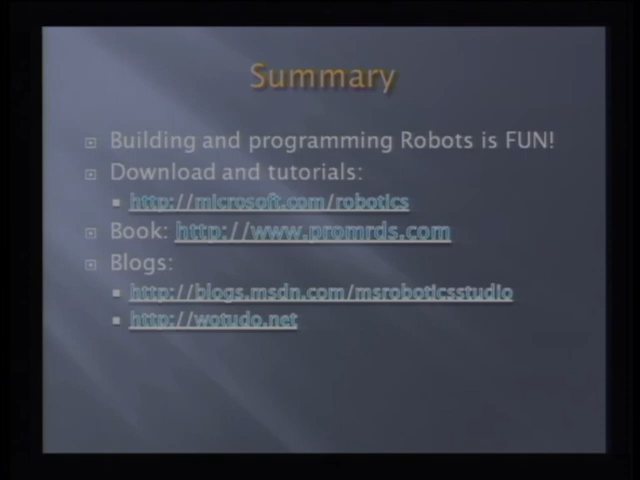 Summary
Building and programming Robots is FUN!
Download and tutorials:
http://microsoft.com/robotics
Book: http://www.promrds.com
Blogs:
http://blogs.msdn.com/msroboticsstudio
http://wotudo.net